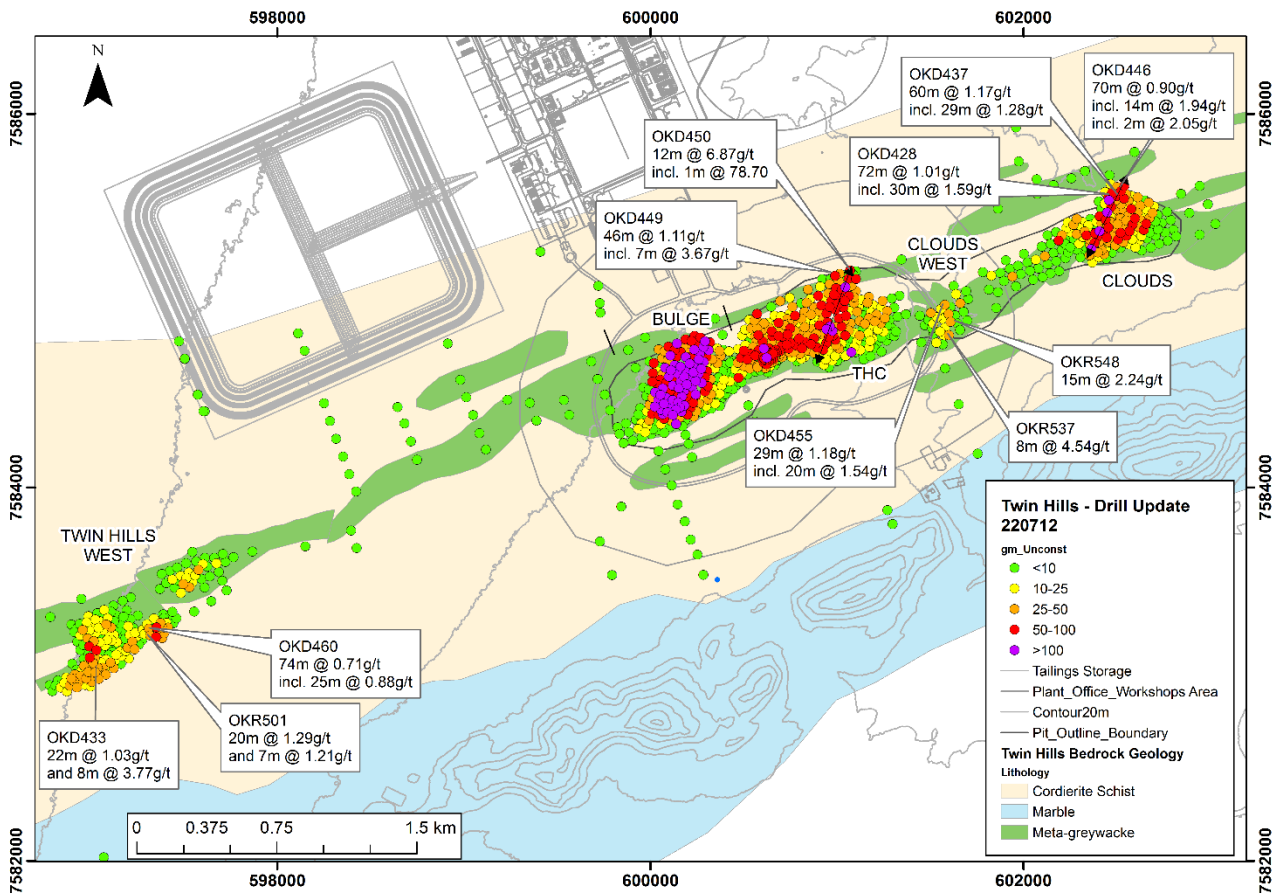 598000
600000
602000
N
7586000
7586000
OKD437
60m @ 1.17g/t
incl. 29m @ 1.28g/t
OKD446
70m @ 0.90g/t
incl. 14m @ 1.94g/t
incl. 2m @ 2.05g/t
OKD450
12m @ 6.87g/t
incl. 1m @ 78.70
OKD428
72m @ 1.01g/t
incl. 30m @ 1.59g/t
OKD449
46m @ 1.11g/t
incl. 7m @ 3.67g/t
CLOUDS
WEST
CLOUDS
BULGE
THC
OKR548
15m @ 2.24g/t
OKR537
8m @ 4.54g/t
OKD455
29m @ 1.18g/t
incl. 20m @ 1.54g/t
7584000
7584000
TWIN HILLS
WEST
OKD460
74m @ 0.71g/t
incl. 25m @ 0.88g/t
OKR501
20m @ 1.29g/t
and 7m @ 1.21g/t
OKD433
22m @ 1.03g/t
and 8m @ 3.77g/t
Twin Hills - Drill Update
220712
gm_Unconst
<10
10-25
25-50
50-100
>100
Tailings Storage
Plant_Office_Workshops Area
Contour20m
Pit_Outline_Boundary
Twin Hills Bedrock Geology
Lithology
Cordierite Schist
Marble
Meta-greywacke
0 0.375 0.75 1.5 km
7582000
7582000
598000
600000
602000